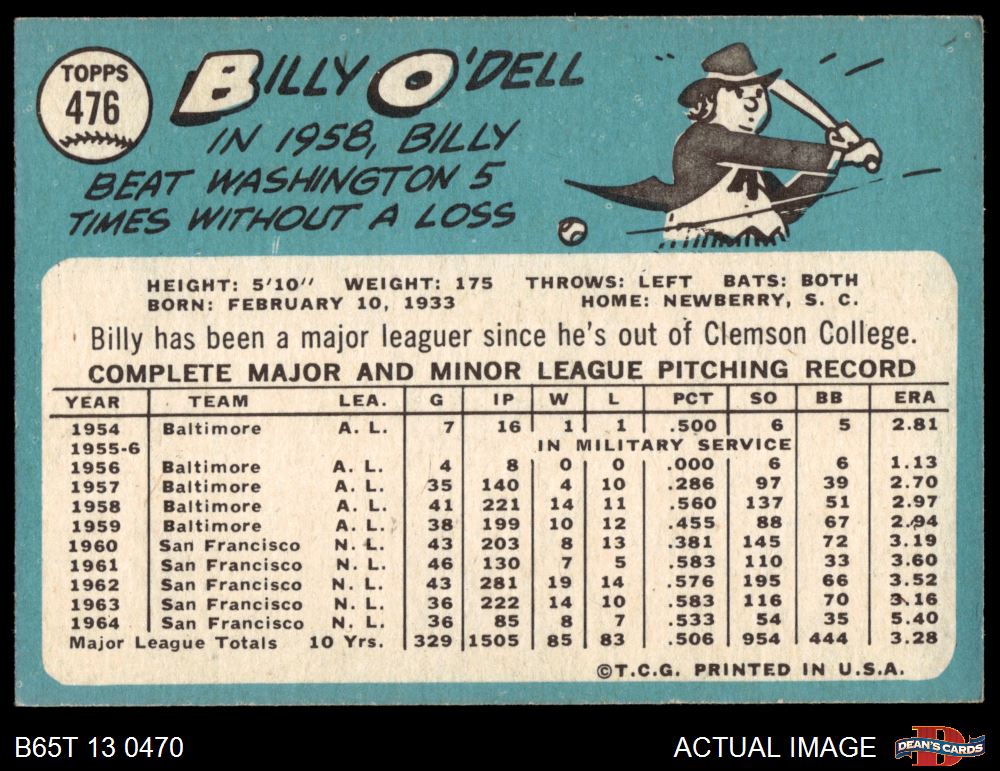 TOPPS
476
BILLY O'DELL
IN 1958, BILLY
BEAT WASHINGTON 5
TIMES WITHOUT A LOSS
HEIGHT: 5'10" WEIGHT: 175 THROWS: LEFT BATS: BOTH
BORN: FEBRUARY 10, 1933 HOME: NEWBERRY, S. C.
Billy has been a major leaguer since he's out of Clemson College.
COMPLETE MAJOR AND MINOR LEAGUE PITCHING RECORD
YEAR TEAM LEA. G IP W L PCT SO BB ERA
1954 Baltimore A. L. 7 16 1 1 .500 6 5 2.81
1955-6 IN MILITARY SERVICE
1956 Baltimore A. L. 4 8 0 0 .000 6 6 1.13
1957 Baltimore A. L. 35 140 4 10 .286 97 39 2.70
1958 Baltimore A. L. 41 221 14 11 .560 137 51 2.97
1959 Baltimore A. L. 38 199 10 12 .455 88 67 2.94
1960 San Francisco N. L. 43 203 8 13 .381 145 72 3.19
1961 San Francisco N. L. 46 130 7 5 .583 110 33 3.60
1962 San Francisco N. L. 43 281 19 14 .576 195 66 3.52
1963 San Francisco N. L. 36 222 14 10 .583 116 70 3.16
1964 San Francisco N. L. 36 85 8 7 .533 54 35 5.40
Major League Totals 10 Yrs. 329 1505 85 83 .506 954 444 3.28
©T.C.G. PRINTED IN U.S.A.
B65T 13 0470
ACTUAL IMAGE
D
DEAN'S CARDS